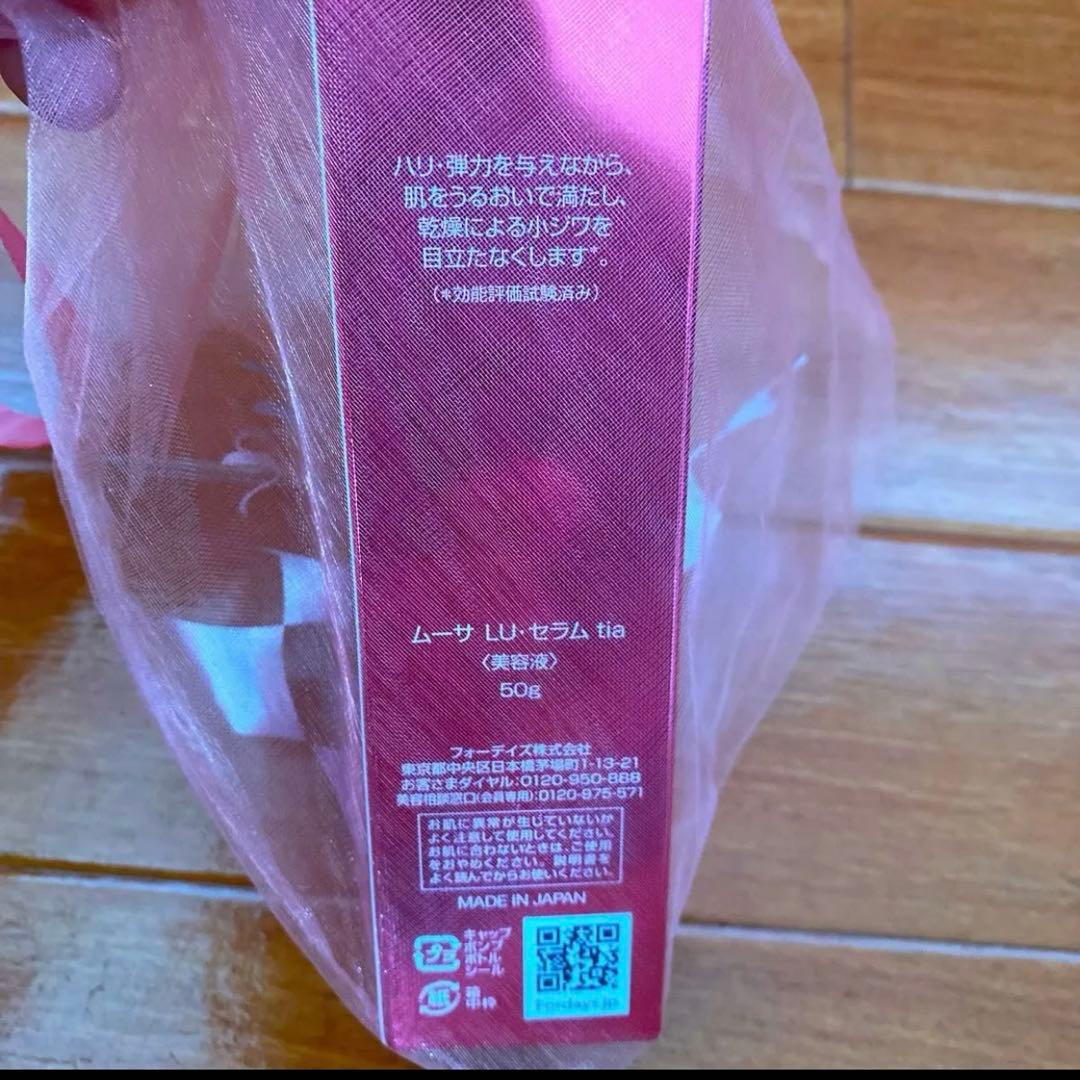 ハリ・弾力を与えながら、
肌をうるおいで満たし、
乾燥による小ジワを
目立たなくします*。
(*効能評価試験済み)
ムーサ LU・セラム tia
〈美容液〉
50g
フォーデイズ株式会社
東京都中央区日本橋茅場町1-13-21
お客さまダイヤル:0120-950-888
美容相談窓口(会員専用):0120-975-571
お肌に異常が生じていないか
よく注意して使用してください。
お肌に合わないときは、ご使用
をおやめください。説明書を
よく読んでからお使いください。
MADE IN JAPAN
プラ
キャップ
ポンプ
ボトル
シール
紙
箱
中枠
Fordays.jp